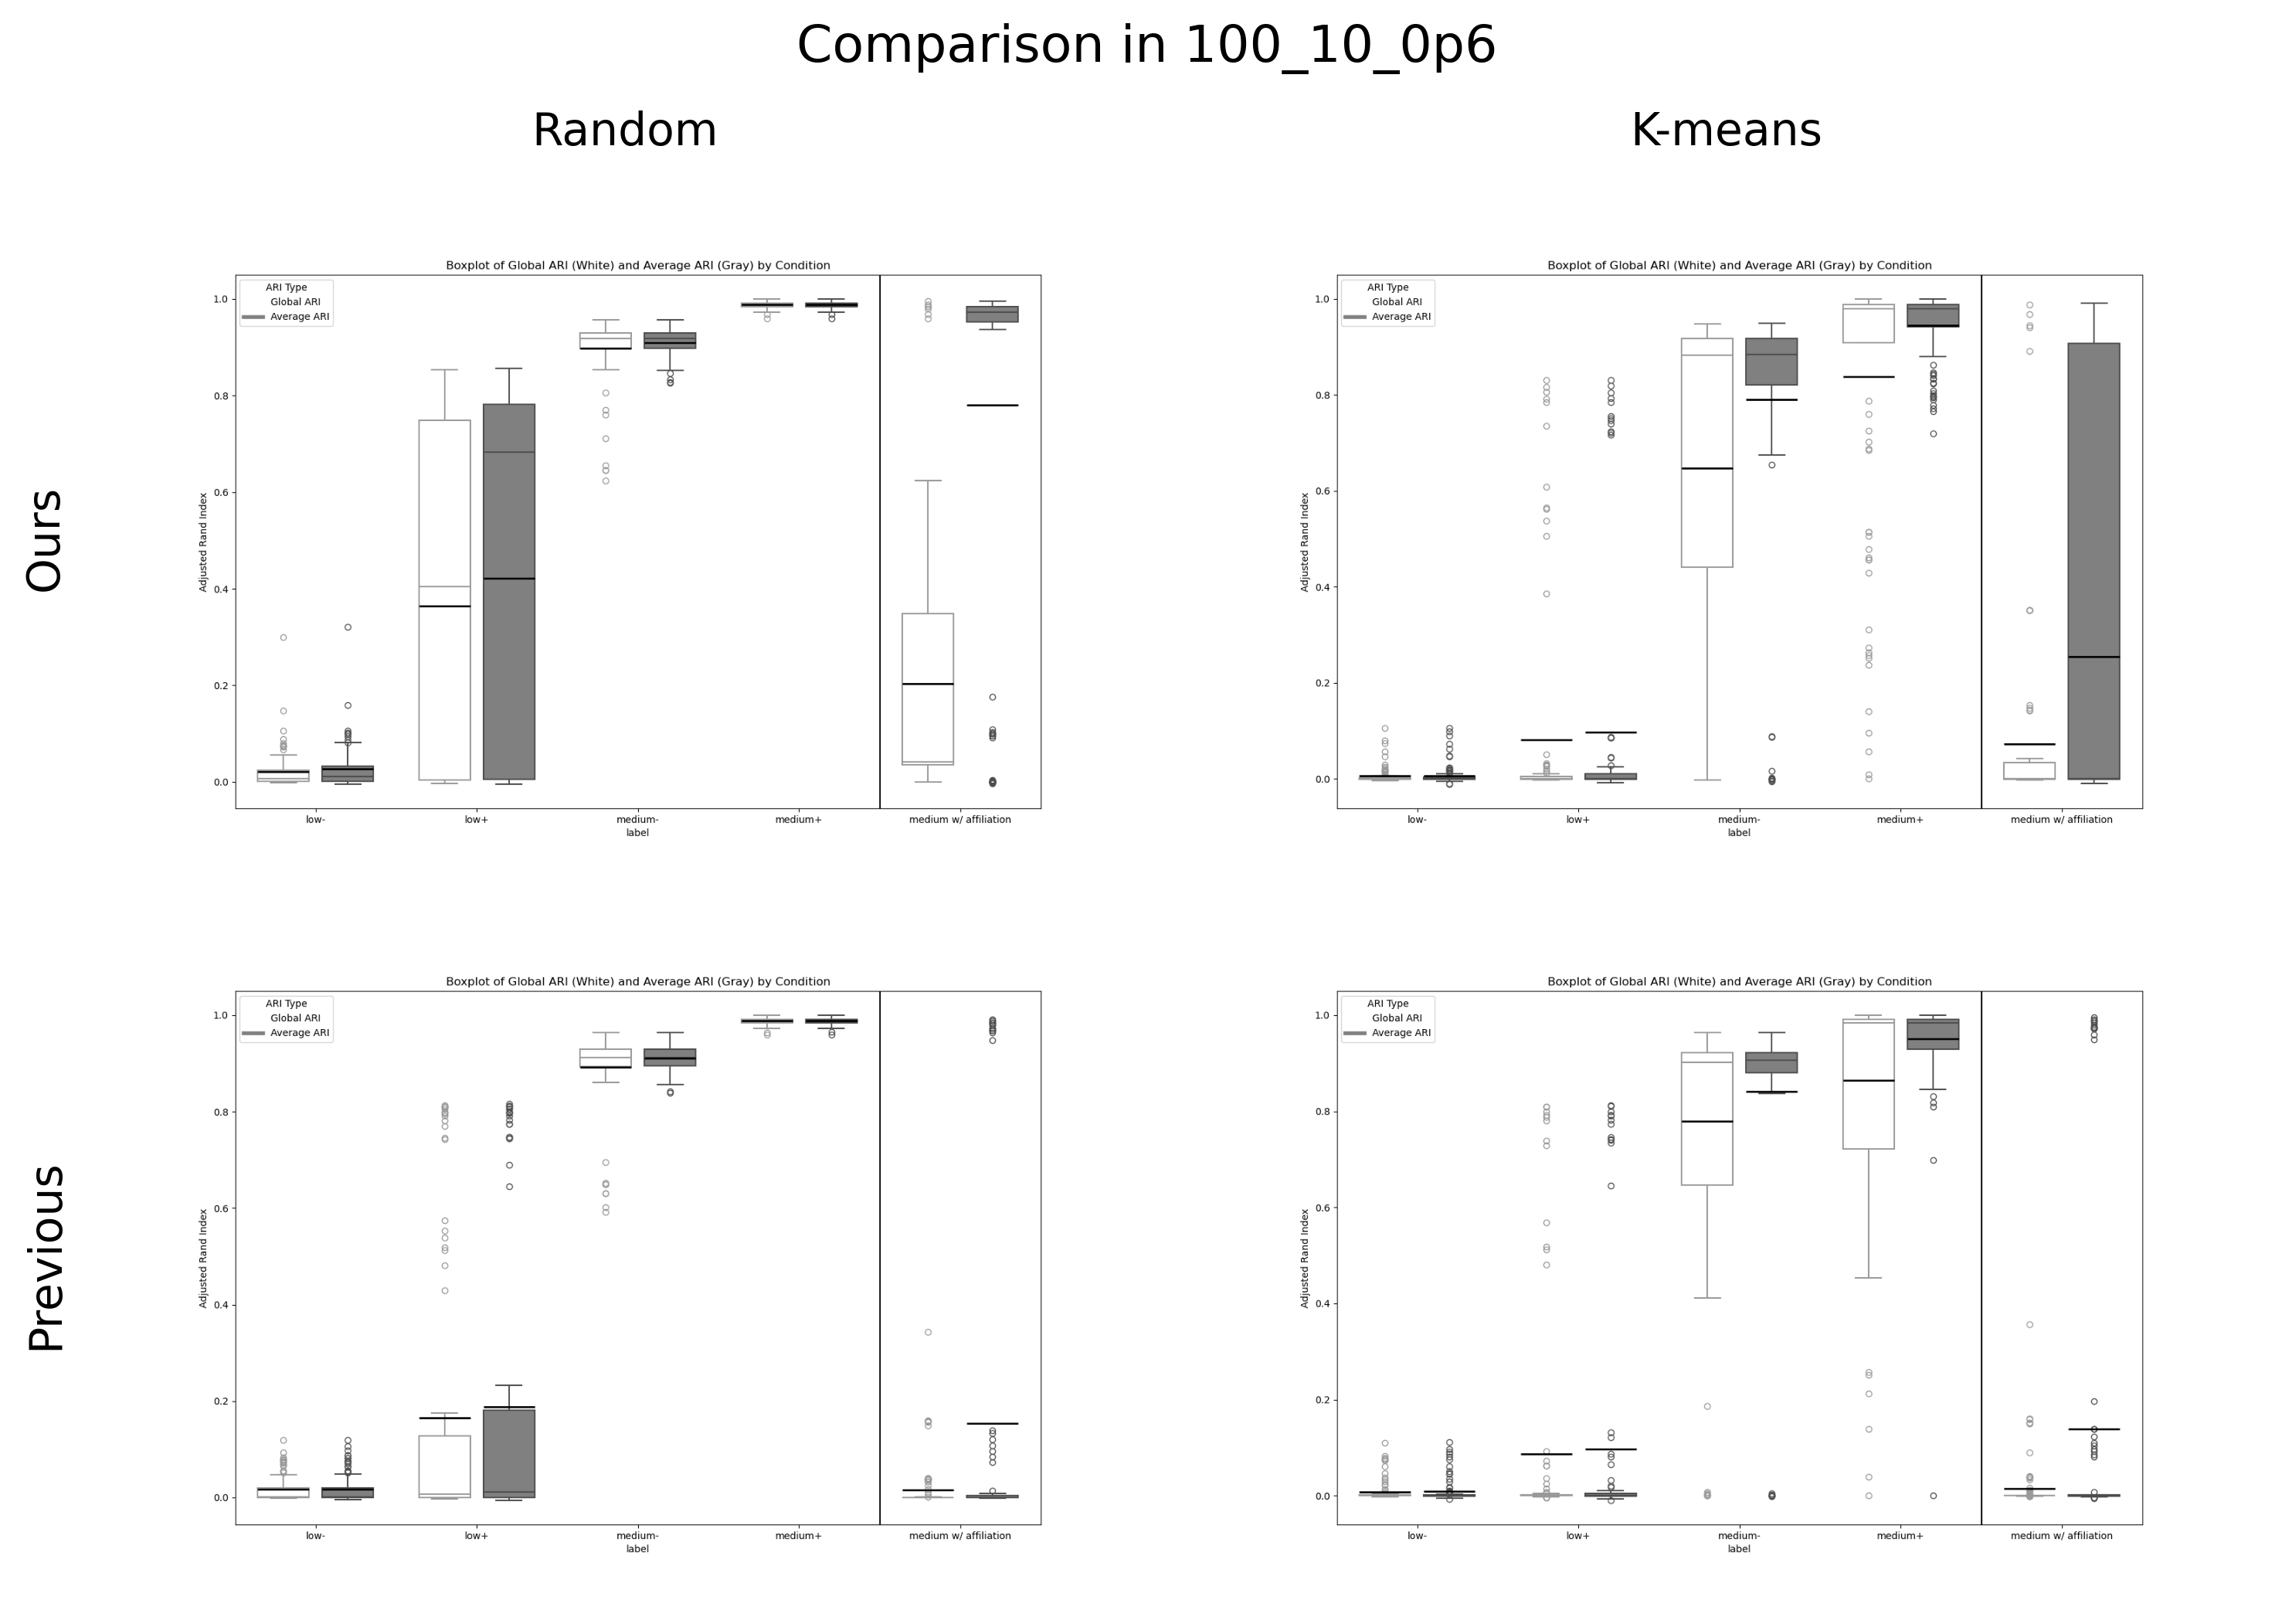 Comparison in 100_10_0p6
Random
K-means
Ours
Boxplot of Global ARI (White) and Average ARI (Gray) by Condition
ARI Type
Global ARI
Average ARI
Adjusted Rand Index
1.0
0.8
0.6
0.4
0.2
0.0
low-
low+
medium-
medium+
medium w/ affiliation
label
Boxplot of Global ARI (White) and Average ARI (Gray) by Condition
ARI Type
Global ARI
Average ARI
Adjusted Rand Index
1.0
0.8
0.6
0.4
0.2
0.0
low-
low+
medium-
medium+
medium w/ affiliation
label
Previous
Boxplot of Global ARI (White) and Average ARI (Gray) by Condition
ARI Type
Global ARI
Average ARI
Adjusted Rand Index
1.0
0.8
0.6
0.4
0.2
0.0
low-
low+
medium-
medium+
medium w/ affiliation
label
Boxplot of Global ARI (White) and Average ARI (Gray) by Condition
ARI Type
Global ARI
Average ARI
Adjusted Rand Index
1.0
0.8
0.6
0.4
0.2
0.0
low-
low+
medium-
medium+
medium w/ affiliation
label